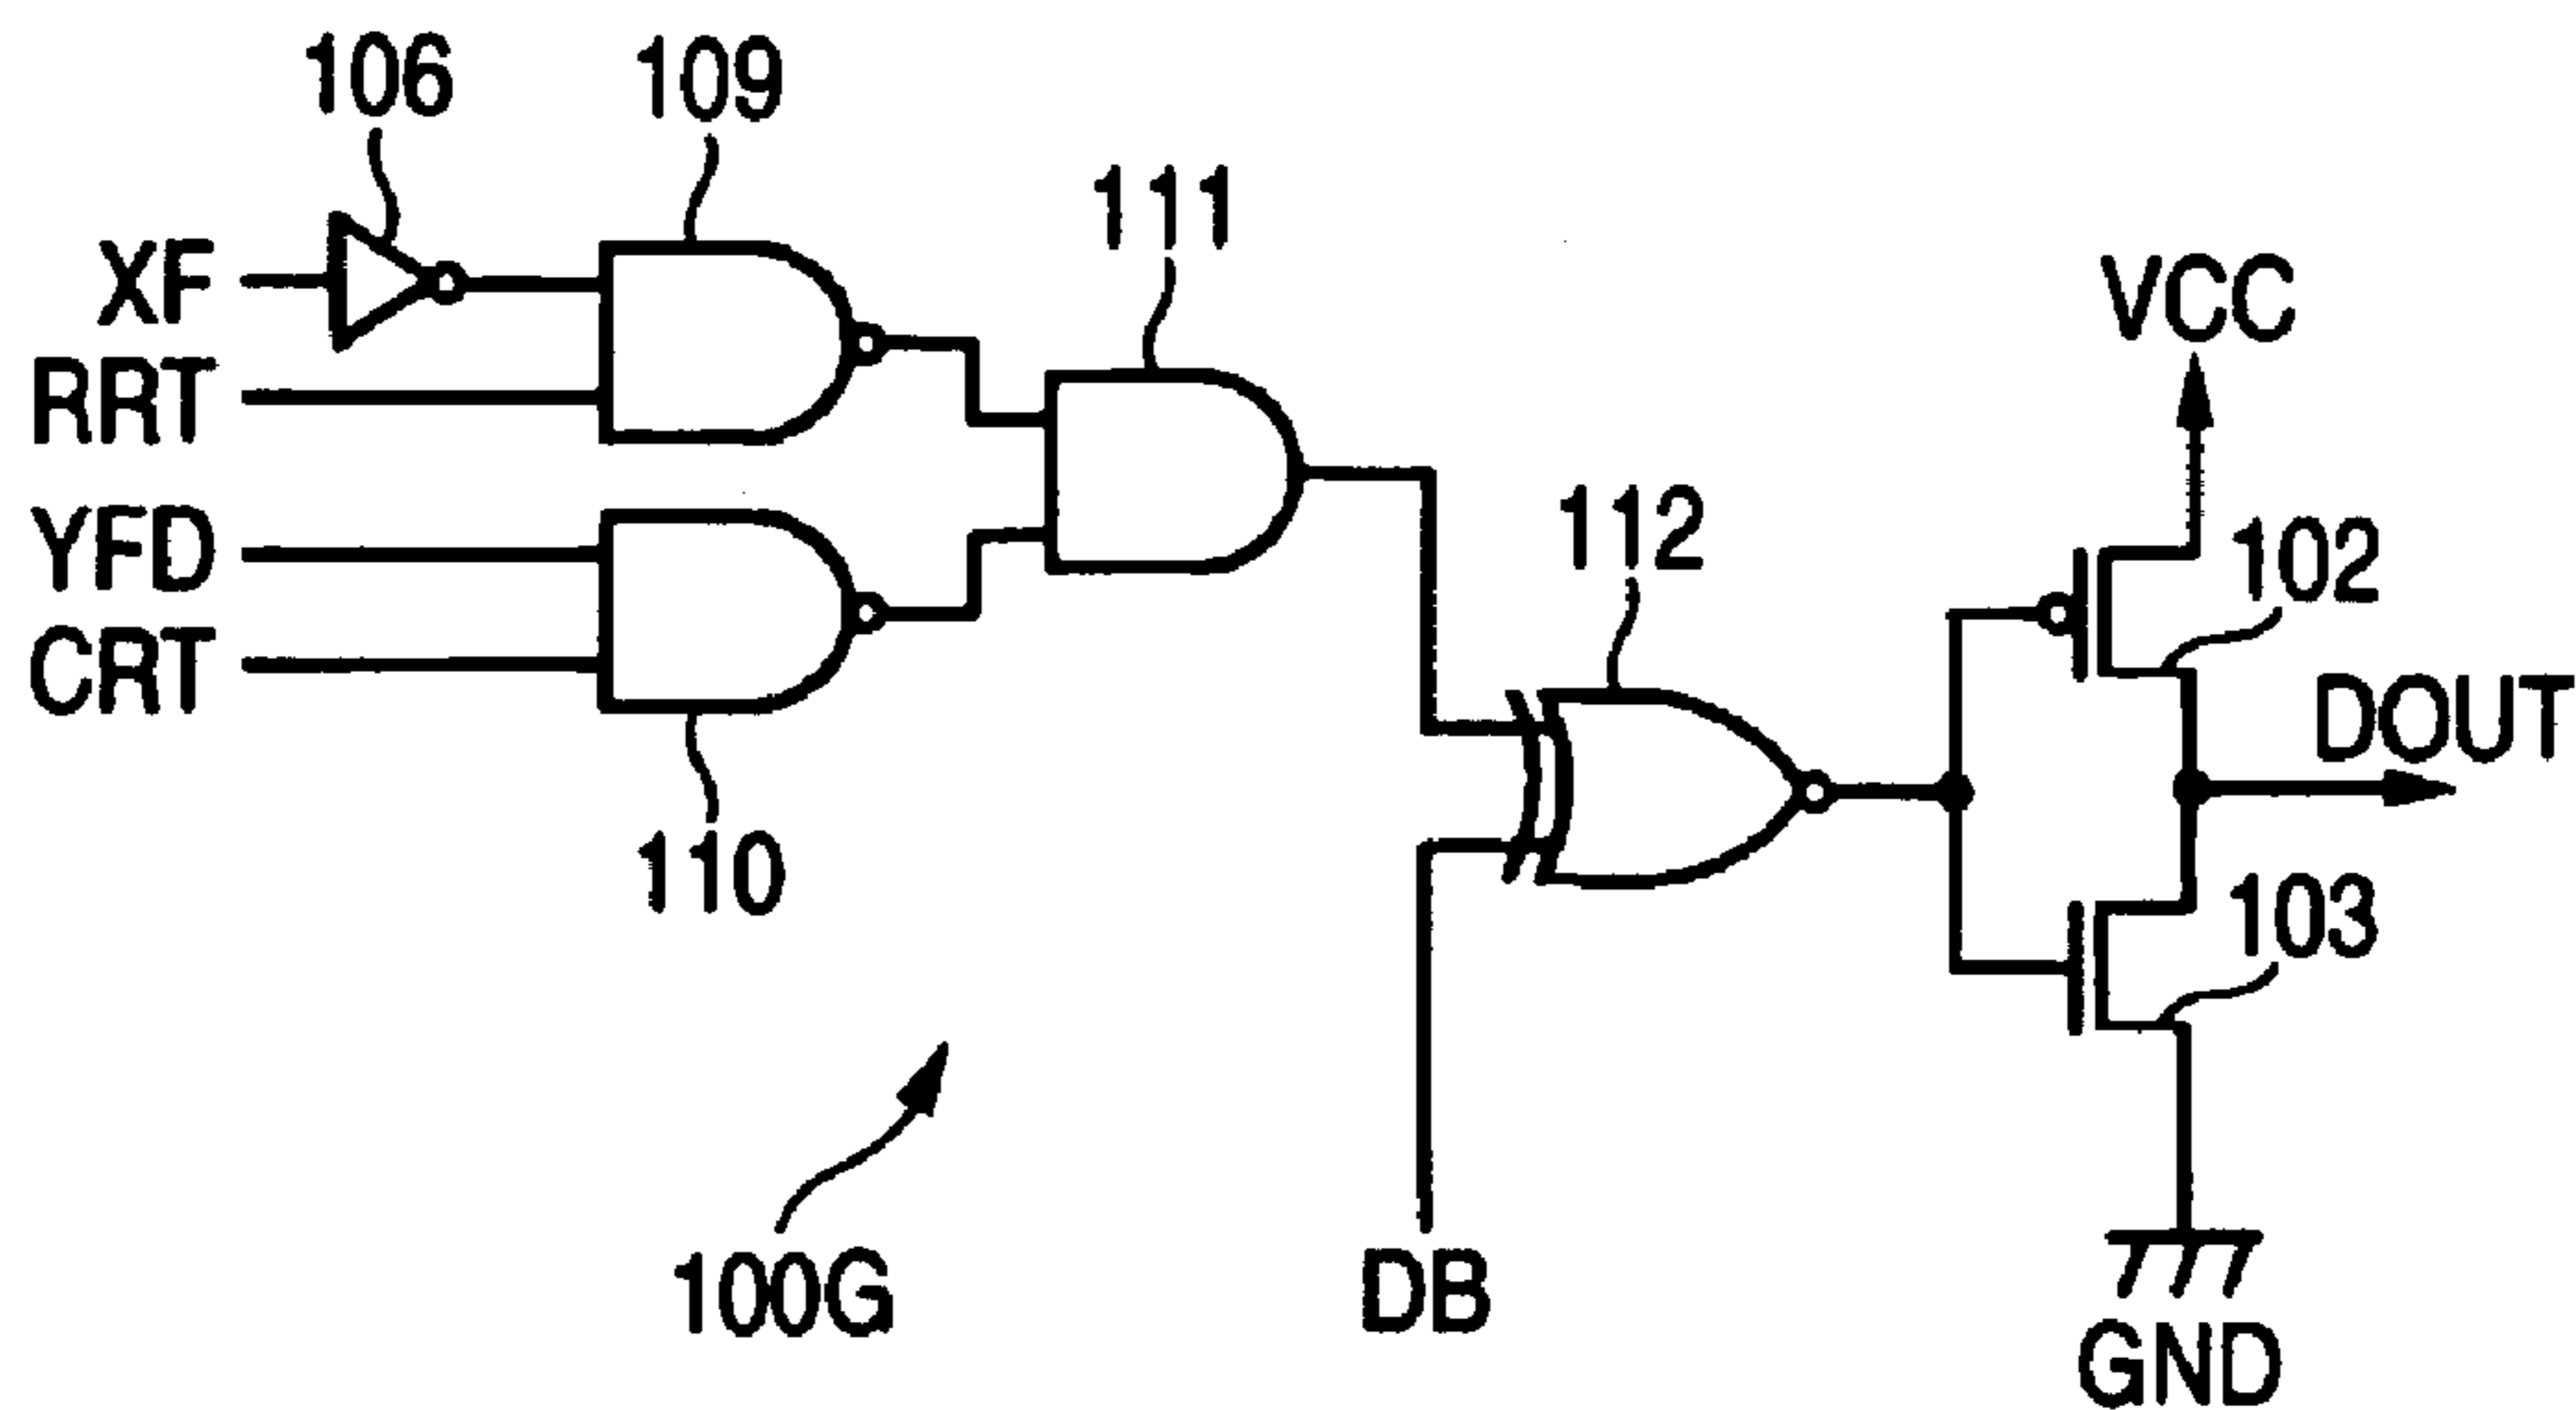 106
109
111
XF
RRT
YFD
CRT
110
112
VCC
102
DOUT
103
100G
DB
GND